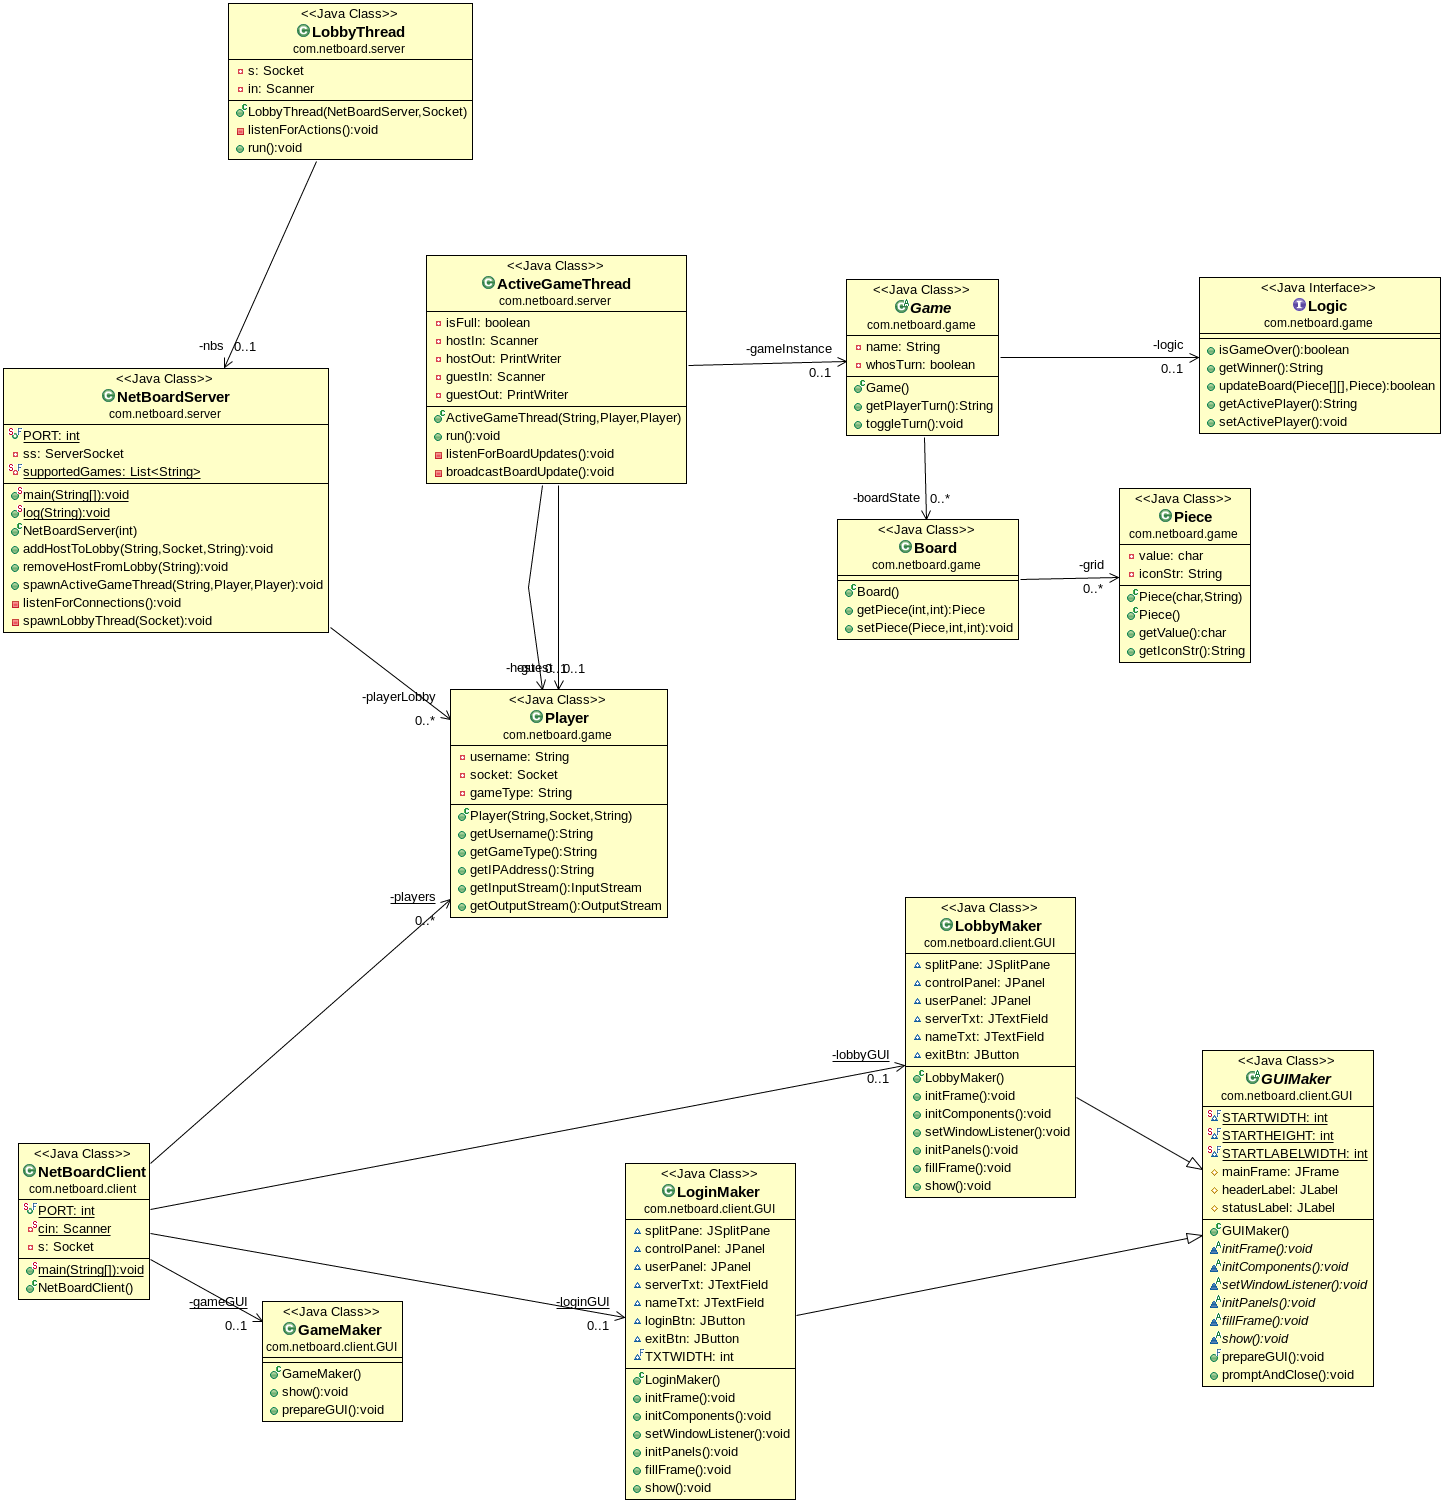 <<Java Class>>
LobbyThread
com.netboard.server
s: Socket
in: Scanner
LobbyThread(NetBoardServer,Socket)
listenForActions():void
run():void
-nbs 0..1
<<Java Class>>
NetBoardServer
com.netboard.server
PORT: int
ss: ServerSocket
supportedGames: List<String>
main(String[]):void
log(String):void
NetBoardServer(int)
addHostToLobby(String,Socket,String):void
removeHostFromLobby(String):void
spawnActiveGameThread(String,Player,Player):void
listenForConnections():void
spawnLobbyThread(Socket):void
<<Java Class>>
ActiveGameThread
com.netboard.server
isFull: boolean
hostIn: Scanner
hostOut: PrintWriter
guestIn: Scanner
guestOut: PrintWriter
ActiveGameThread(String,Player,Player)
run():void
listenForBoardUpdates():void
broadcastBoardUpdate():void
-gameInstance
0..1
<<Java Class>>
Game
com.netboard.game
name: String
whosTurn: boolean
Game()
getPlayerTurn():String
toggleTurn():void
-logic
0..1
<<Java Interface>>
Logic
com.netboard.game
isGameOver():boolean
getWinner():String
updateBoard(Piece[][],Piece):boolean
getActivePlayer():String
setActivePlayer():void
-boardState 0..*
<<Java Class>>
Board
com.netboard.game
Board()
getPiece(int,int):Piece
setPiece(Piece,int,int):void
-grid
0..*
<<Java Class>>
Piece
com.netboard.game
value: char
iconStr: String
Piece(char,String)
Piece()
getValue():char
getIconStr():String
0..1
0..1
-playerLobby
0..*
<<Java Class>>
Player
com.netboard.game
username: String
socket: Socket
gameType: String
Player(String,Socket,String)
getUsername():String
getGameType():String
getIPAddress():String
getInputStream():InputStream
getOutputStream():OutputStream
-players
0..*
<<Java Class>>
LobbyMaker
com.netboard.client.GUI
splitPane: JSplitPane
controlPanel: JPanel
userPanel: JPanel
serverTxt: JTextField
nameTxt: JTextField
exitBtn: JButton
LobbyMaker()
initFrame():void
initComponents():void
setWindowListener():void
initPanels():void
fillFrame():void
show():void
-lobbyGUI
0..1
<<Java Class>>
GUIMaker
com.netboard.client.GUI
STARTWIDTH: int
STARTHEIGHT: int
STARTLABELWIDTH: int
mainFrame: JFrame
headerLabel: JLabel
statusLabel: JLabel
GUIMaker()
initFrame():void
initComponents():void
setWindowListener():void
initPanels():void
fillFrame():void
show():void
prepareGUI():void
promptAndClose():void
<<Java Class>>
NetBoardClient
com.netboard.client
PORT: int
cin: Scanner
s: Socket
main(String[]):void
NetBoardClient()
-gameGUI
0..1
<<Java Class>>
GameMaker
com.netboard.client.GUI
GameMaker()
show():void
prepareGUI():void
-loginGUI
0..1
<<Java Class>>
LoginMaker
com.netboard.client.GUI
splitPane: JSplitPane
controlPanel: JPanel
userPanel: JPanel
serverTxt: JTextField
nameTxt: JTextField
loginBtn: JButton
exitBtn: JButton
TXTWIDTH: int
LoginMaker()
initFrame():void
initComponents():void
setWindowListener():void
initPanels():void
fillFrame():void
show():void